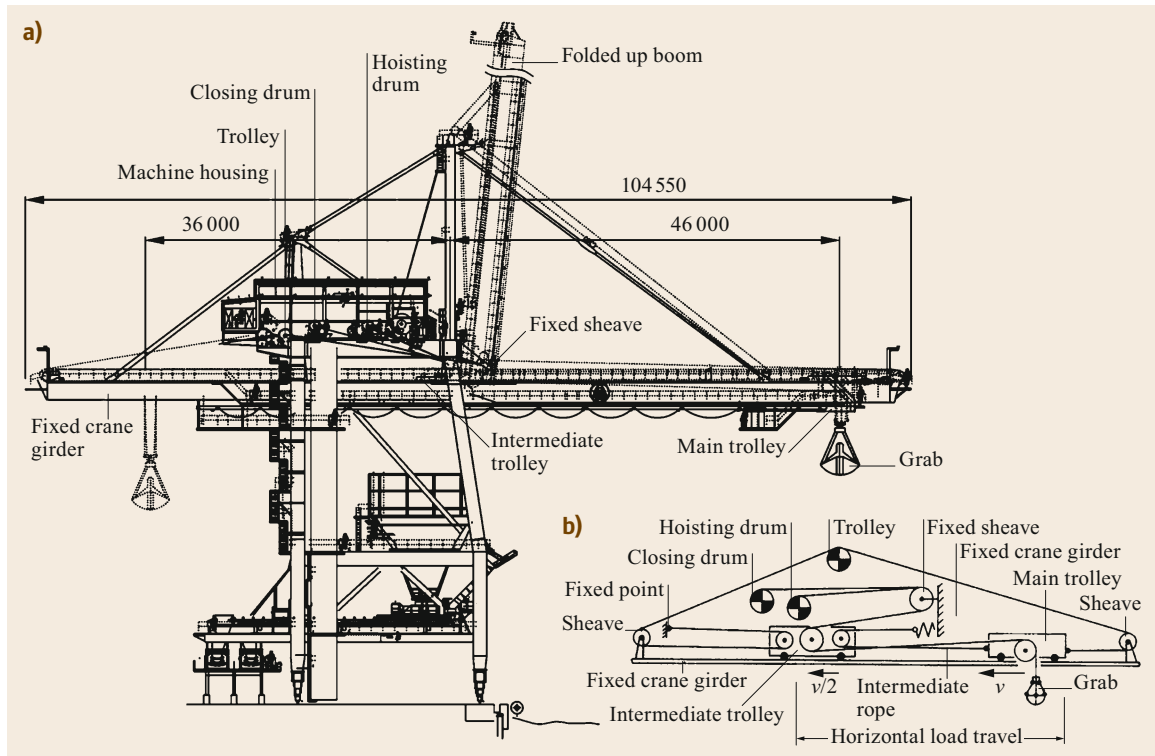 a)
Folded up boom
Hoisting
drum
Closing drum
Trolley
Machine housing
104 550
36 000
46 000
Fixed sheave
Fixed crane
girder
Intermediate
trolley
Main trolley
Grab
b)
Hoisting drum
Trolley
Fixed sheave
Closing drum
Fixed crane girder
Fixed point
Main trolley
Sheave
Sheave
Fixed crane girder
v/2
Intermediate
rope
v
Grab
Intermediate trolley
Horizontal load travel